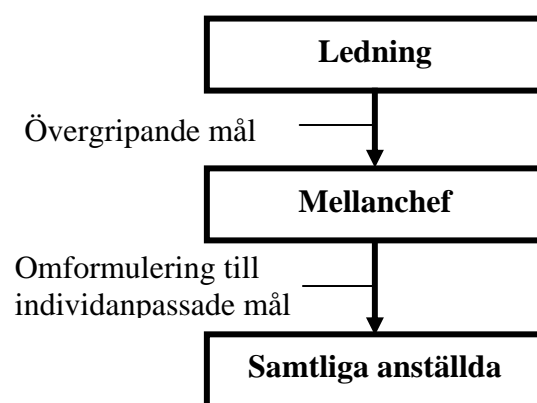 Ledning
Övergripande mål
Mellanchef
Omformulering till
individanpassade mål
Samtliga anställda